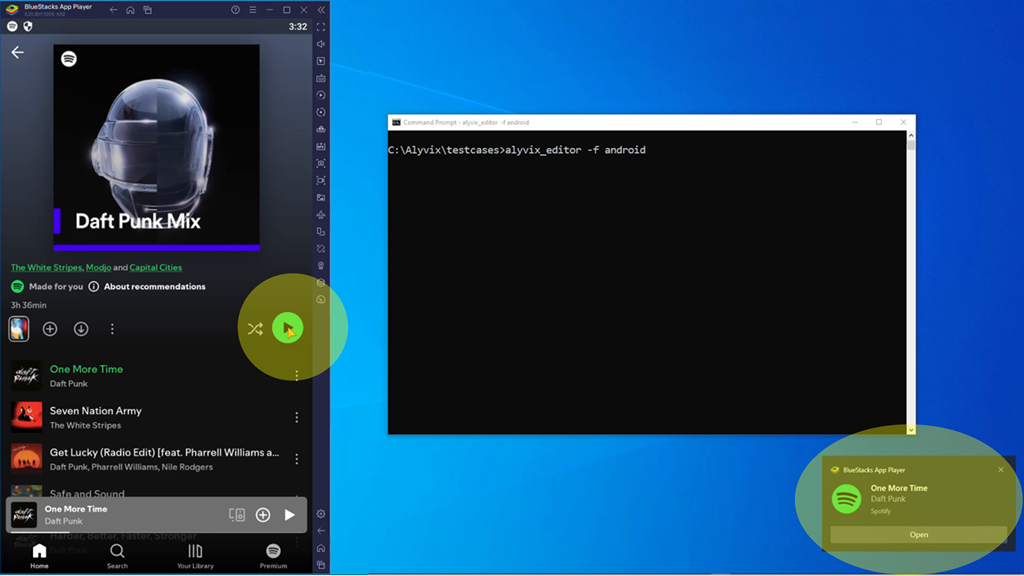 BlueStacks App Player
3:32
Daft Punk Mix
The White Stripes, Modjo and Capital Cities
Made for you About recommendations
3h 36min
One More Time
Daft Punk
Seven Nation Army
The White Stripes
Get Lucky (Radio Edit) [feat. Pharrell Williams a...
Daft Punk, Pharrell Williams, Nile Rodgers
Safe and Sound
One More Time
Daft Punk
Harder, Better, Faster, Stronger
Home Search Your Library Premium
Command Prompt - alyvix_editor -f android
C:\Alyvix\testcases>alyvix_editor -f android
BlueStacks App Player
One More Time
Daft Punk
Spotify
Open